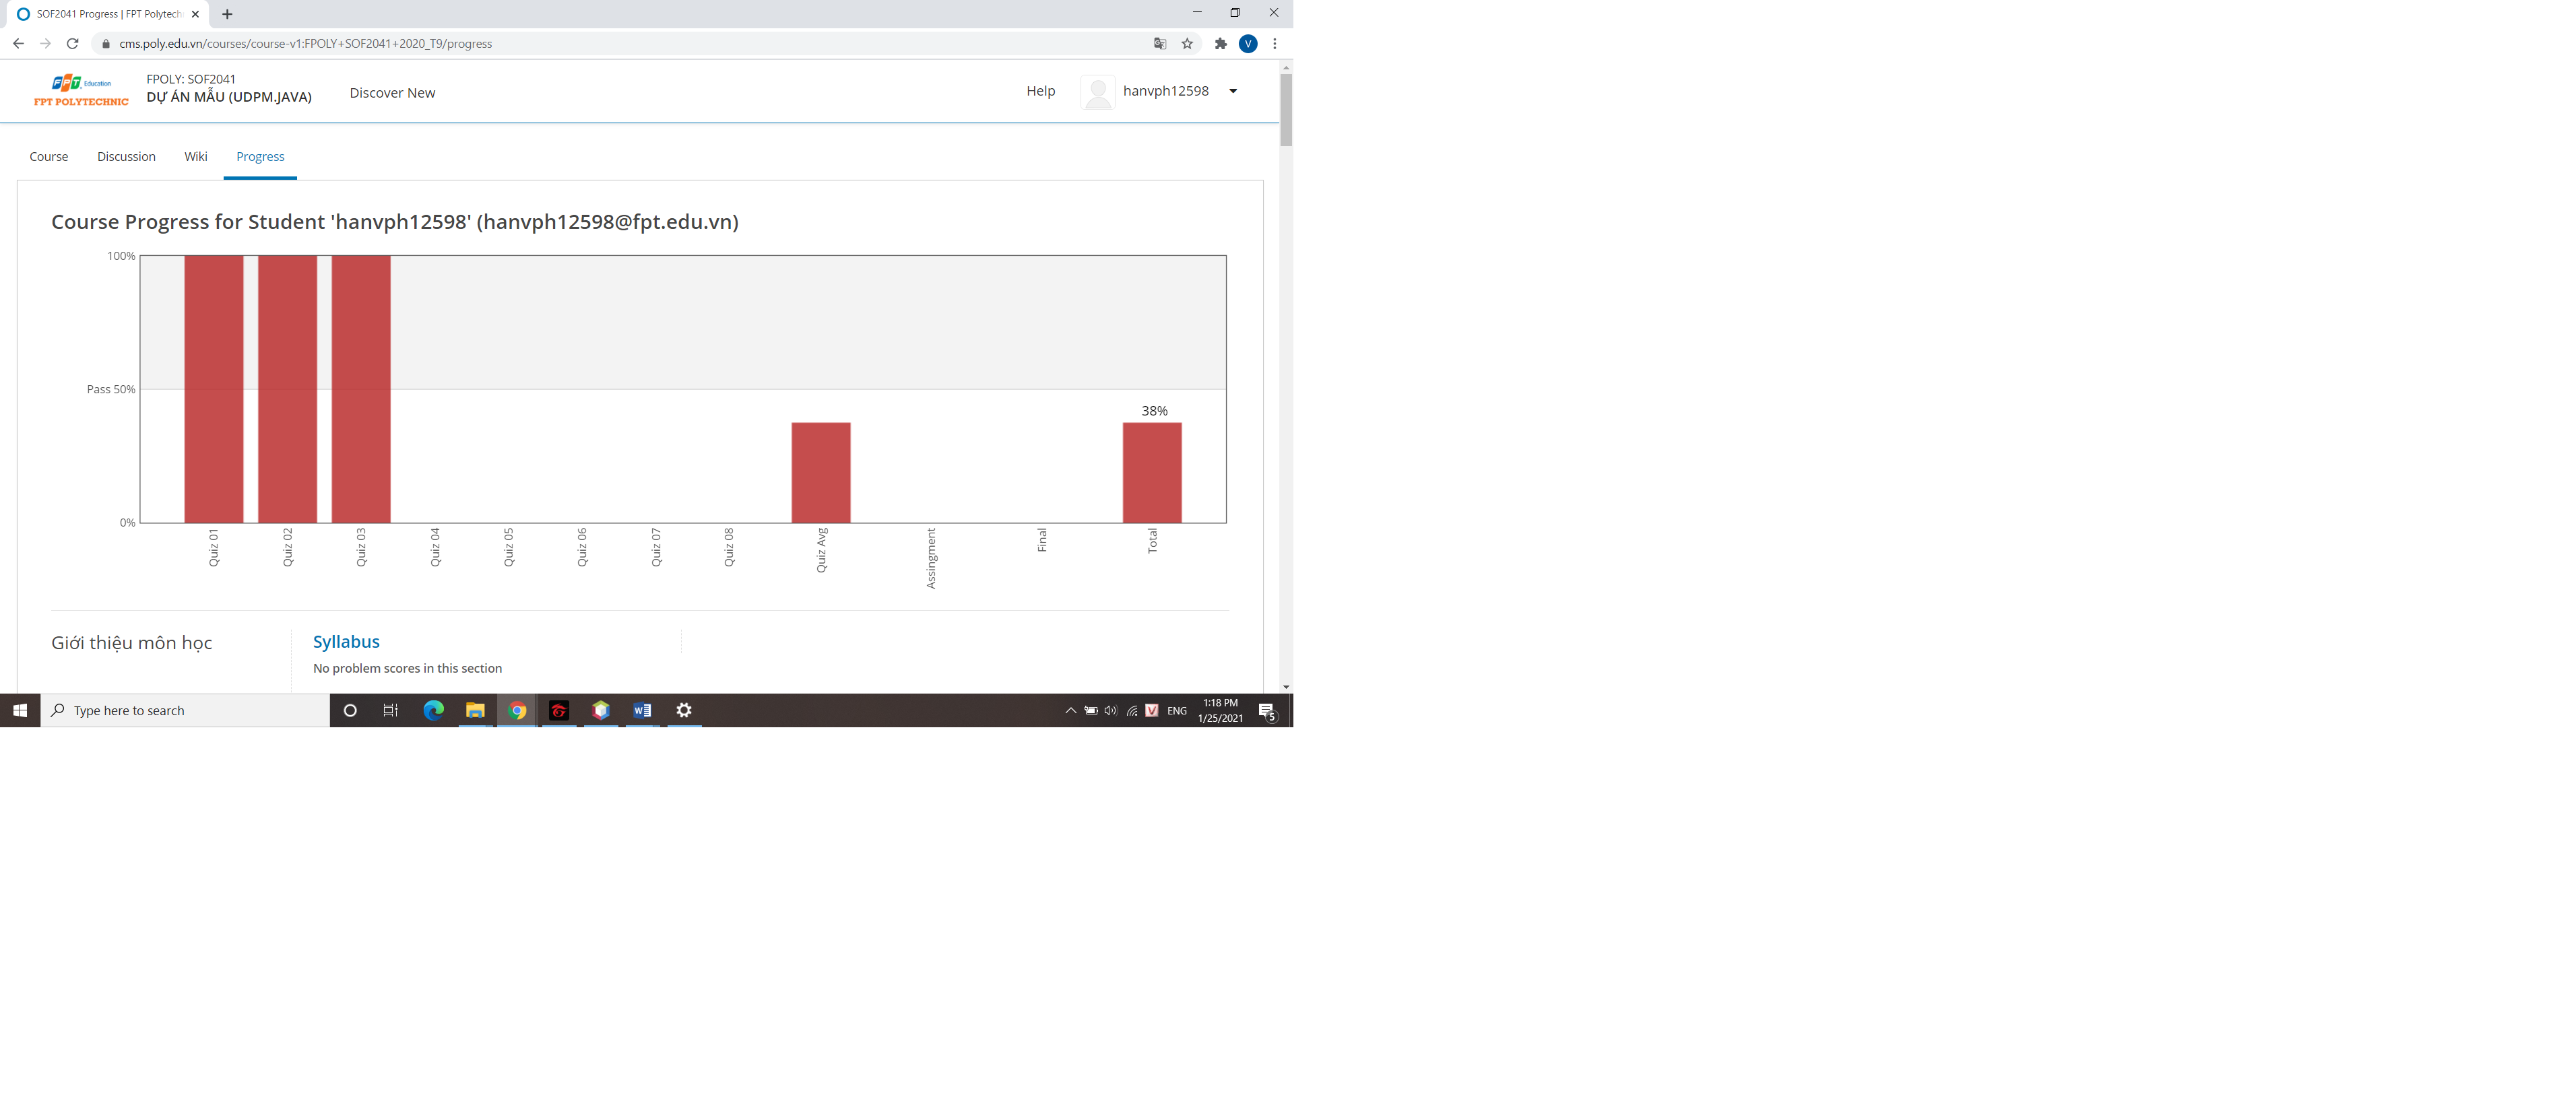 SOF2041 Progress | FPT Polytech
cms.poly.edu.vn/courses/course-v1:FPOLY+SOF2041+2020_T9/progress
V
FPT Education
FPT POLYTECHNIC
FPOLY: SOF2041
DỰ ÁN MẪU (UDPM.JAVA)
Discover New
Help
hanvph12598
Course
Discussion
Wiki
Progress
Course Progress for Student 'hanvph12598' (hanvph12598@fpt.edu.vn)
100%
Pass 50%
0%
38%
Quiz 01
Quiz 02
Quiz 03
Quiz 04
Quiz 05
Quiz 06
Quiz 07
Quiz 08
Quiz Avg
Assingment
Final
Total
Giới thiệu môn học
Syllabus
No problem scores in this section
Type here to search
W
V
ENG
1:18 PM
1/25/2021
5